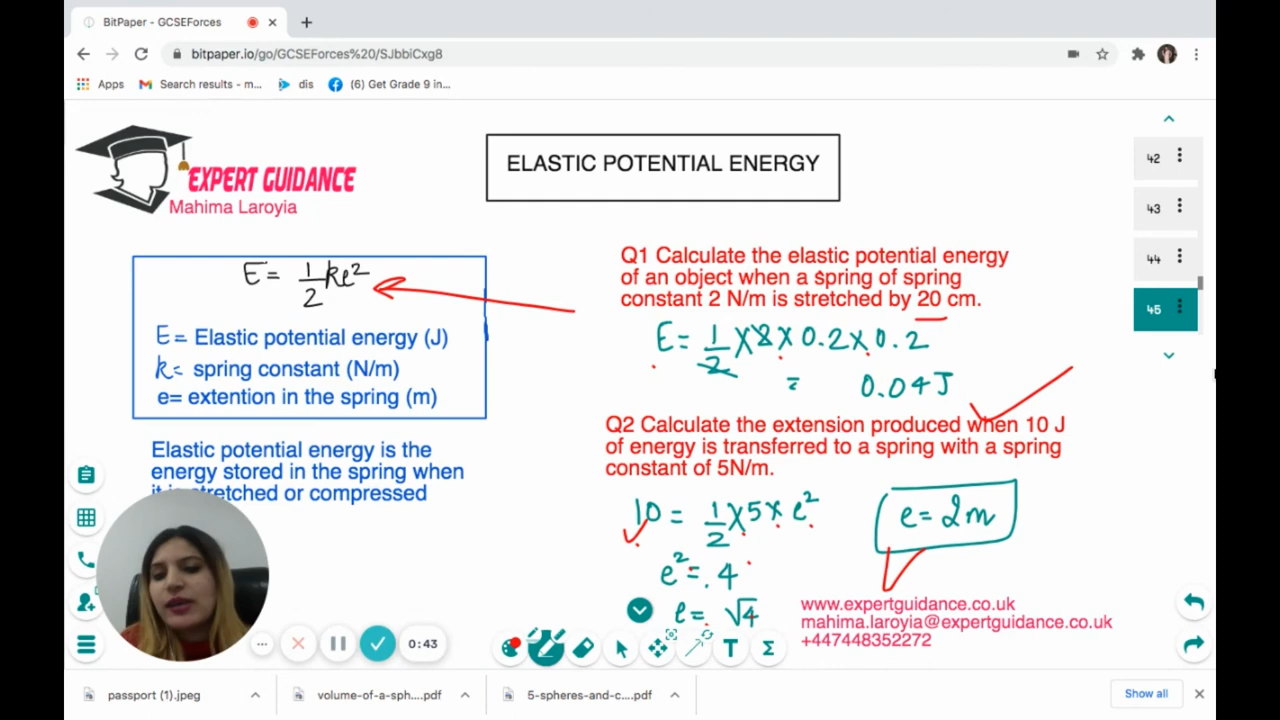 BitPaper - GCSEForces
bitpaper.io/go/GCSEForces%20/SJbbiCxg8
Apps
Search results - m...
dis
(6) Get Grade 9 in...
EXPERT GUIDANCE
Mahima Laroyia
ELASTIC POTENTIAL ENERGY
42
43
44
45
E = 1/2 ke²
E = Elastic potential energy (J)
k = spring constant (N/m)
e= extention in the spring (m)
Elastic potential energy is the
energy stored in the spring when
it is stretched or compressed
Q1 Calculate the elastic potential energy
of an object when a spring of spring
constant 2 N/m is stretched by 20 cm.
E = 1/2 X 2 X 0.2 X 0.2
= 0.04 J
Q2 Calculate the extension produced when 10 J
of energy is transferred to a spring with a spring
constant of 5N/m.
10 = 1/2 X 5 X e²
e² = 4
e = √4
e = 2m
www.expertguidance.co.uk
mahima.laroyia@expertguidance.co.uk
+447448352272
0:43
T
Σ
passport (1).jpeg
volume-of-a-sph....pdf
5-spheres-and-c....pdf
Show all